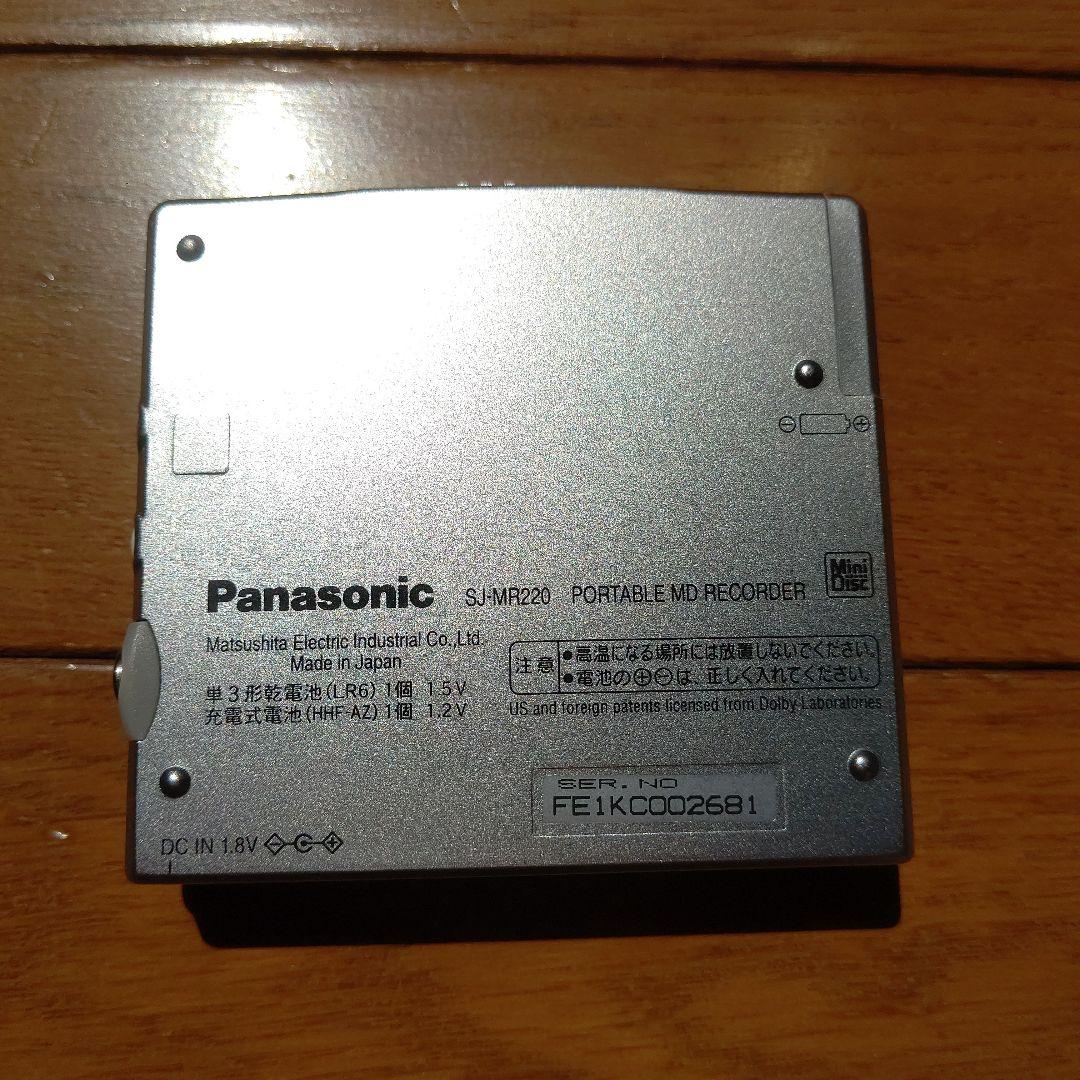 ⊖ ⊕
Mini Disc
Panasonic SJ-MR220 PORTABLE MD RECORDER
Matsushita Electric Industrial Co.,Ltd.
Made in Japan
単3形乾電池(LR6)1個 1.5V
充電式電池(HHF-AZ)1個 1.2V
注意
●高温になる場所には放置しないでください。
●電池の⊕⊖は、正しく入れてください。
US and foreign patents licensed from Dolby Laboratories
SER. NO
FE1KC002681
DC IN 1.8V